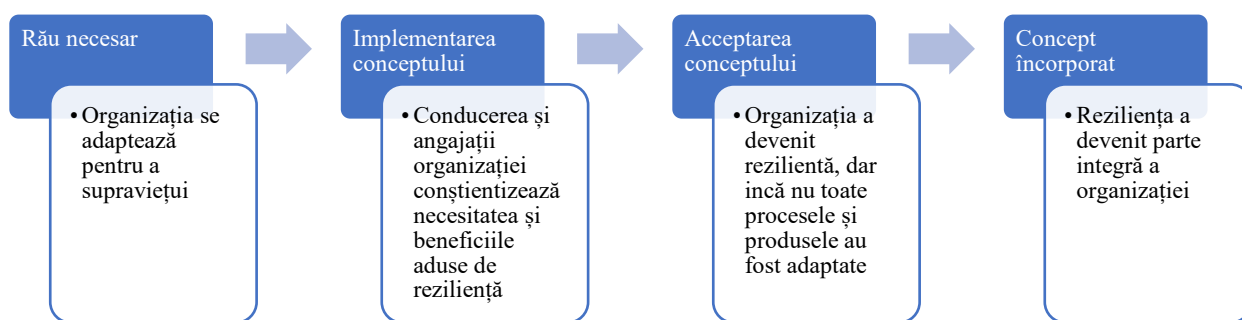 Rău necesar
• Organizația se
adaptează
pentru a
supraviețui
Implementarea
conceptului
• Conducerea și
angajații
organizației
conștientizează
necesitatea și
beneficiile
aduse de
reziliență
Acceptarea
conceptului
• Organizația a
devenit
rezilientă, dar
incă nu toate
procesele și
produsele au
fost adaptate
Concept
încorporat
• Reziliența a
devenit parte
integră a
organizației